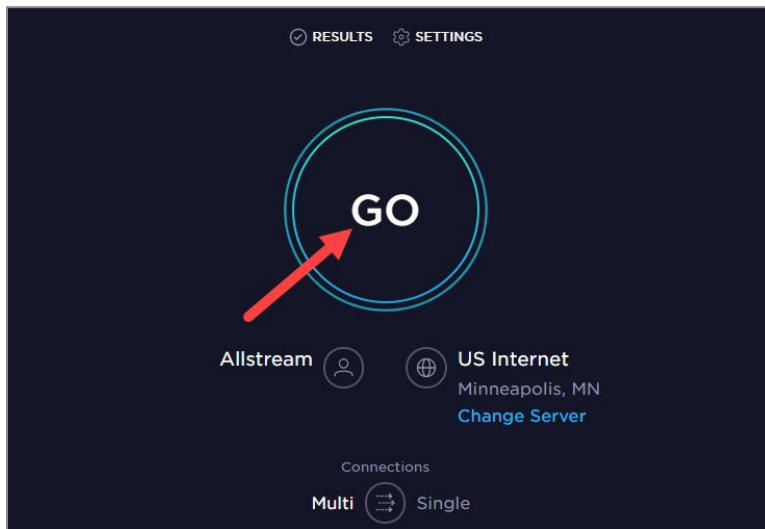 RESULTS SETTINGS
GO
Allstream US Internet
Minneapolis, MN
Change Server
Connections
Multi Single